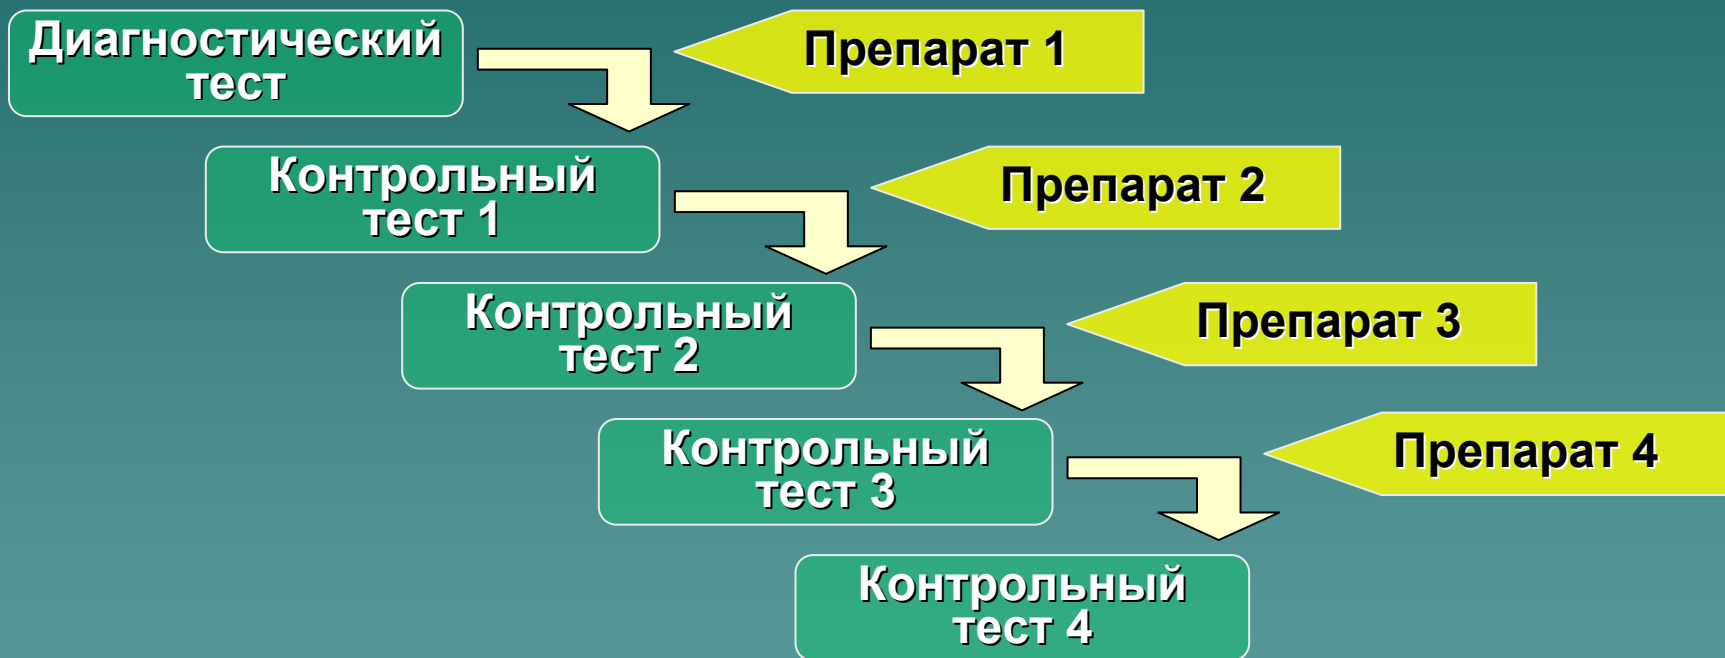 Диагностический
тест
Препарат 1
Контрольный
тест 1
Препарат 2
Контрольный
тест 2
Препарат 3
Контрольный
тест 3
Препарат 4
Контрольный
тест 4